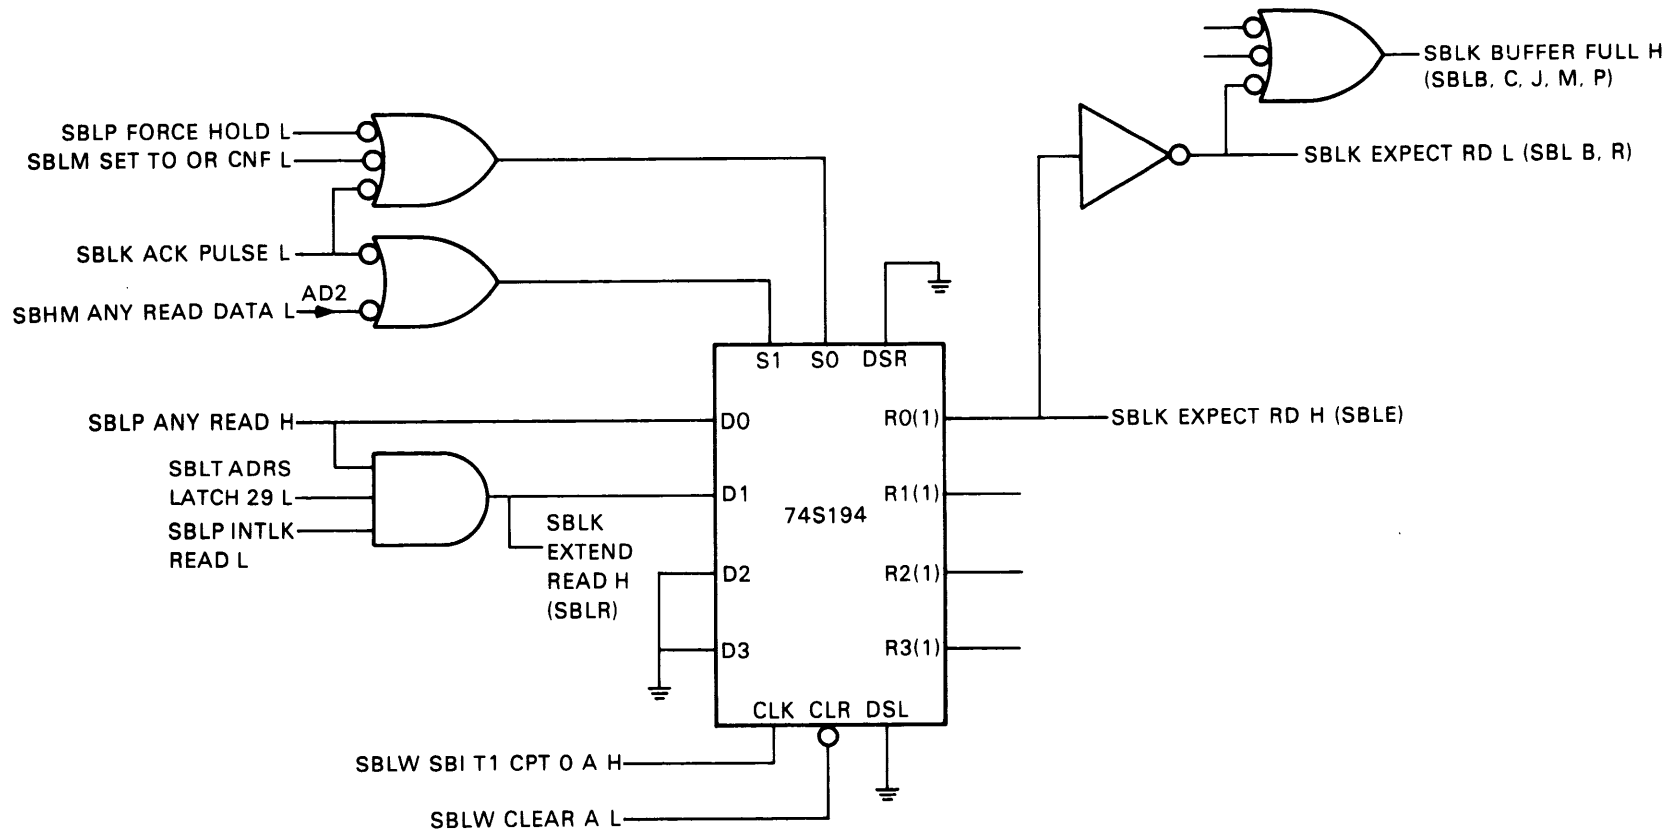 SBLK BUFFER FULL H
(SBLB, C, J, M, P)
SBLP FORCE HOLD L
SBLM SET TO OR CNF L
SBLK EXPECT RD L (SBL B, R)
SBLK ACK PULSE L
AD2
SBHM ANY READ DATA L
S1 S0 DSR
SBLP ANY READ H
D0
R0(1)
SBLK EXPECT RD H (SBLE)
SBLT ADRS
LATCH 29 L
SBLP INTLK
READ L
D1
R1(1)
74S194
SBLK
EXTEND
READ H
(SBLR)
D2
R2(1)
D3
R3(1)
CLK CLR DSL
SBLW SBI T1 CPT 0 A H
SBLW CLEAR A L